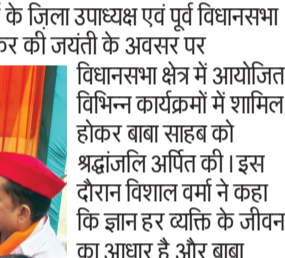 के ज़िला उपाध्यक्ष एवं पूर्व विधानसभा
की जयंती के अवसर पर
विधानसभा क्षेत्र में आयोजित
विभिन्न कार्यक्रमों में शामिल
होकर बाबा साहब को
श्रद्धांजलि अर्पित की। इस
दौरान विशाल वर्मा ने कहा
कि ज्ञान हर व्यक्ति के जीवन
का आधार है और बाबा